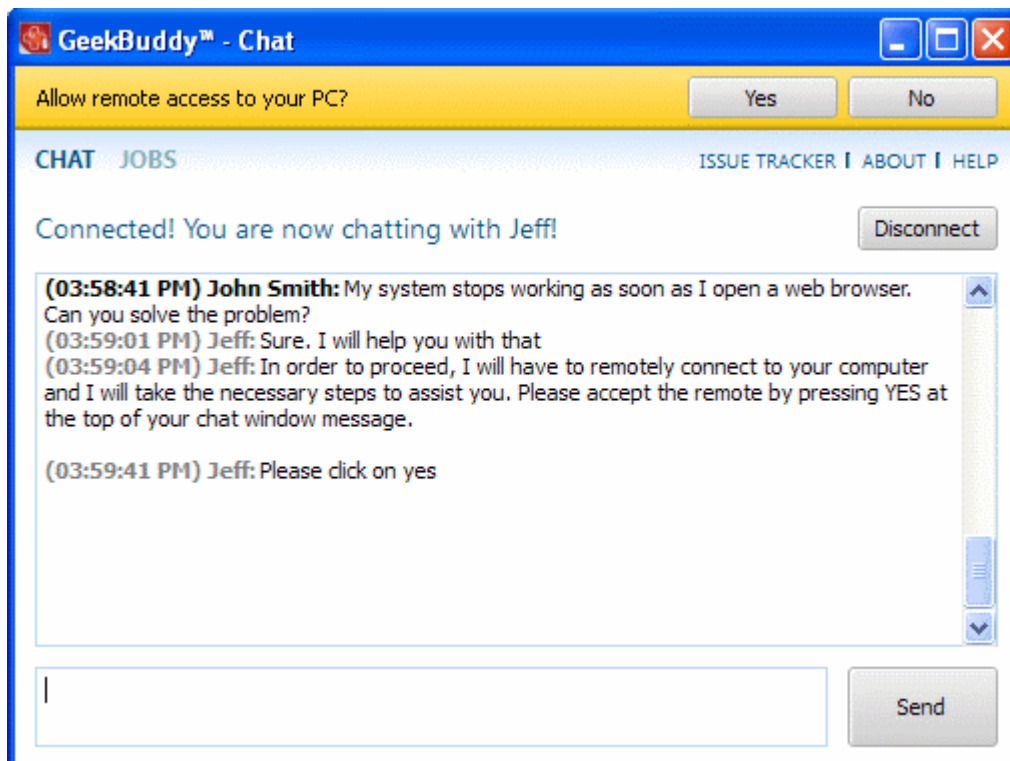 GeekBuddy™ - Chat
Allow remote access to your PC?
Yes
No
CHAT JOBS
ISSUE TRACKER | ABOUT | HELP
Connected! You are now chatting with Jeff!
Disconnect
(03:58:41 PM) John Smith: My system stops working as soon as I open a web browser.
Can you solve the problem?
(03:59:01 PM) Jeff: Sure. I will help you with that
(03:59:04 PM) Jeff: In order to proceed, I will have to remotely connect to your computer
and I will take the necessary steps to assist you. Please accept the remote by pressing YES at
the top of your chat window message.
(03:59:41 PM) Jeff: Please click on yes
Send